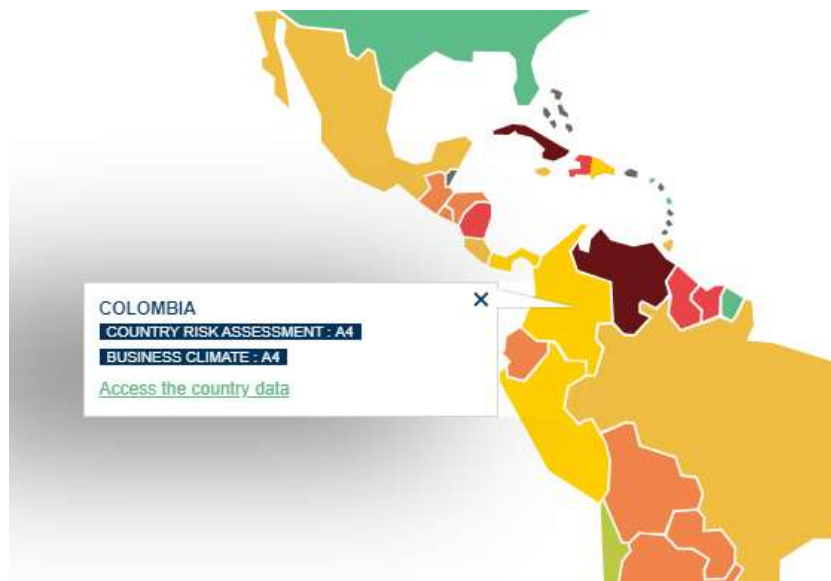 COLOMBIA
COUNTRY RISK ASSESSMENT : A4
BUSINESS CLIMATE : A4
Access the country data